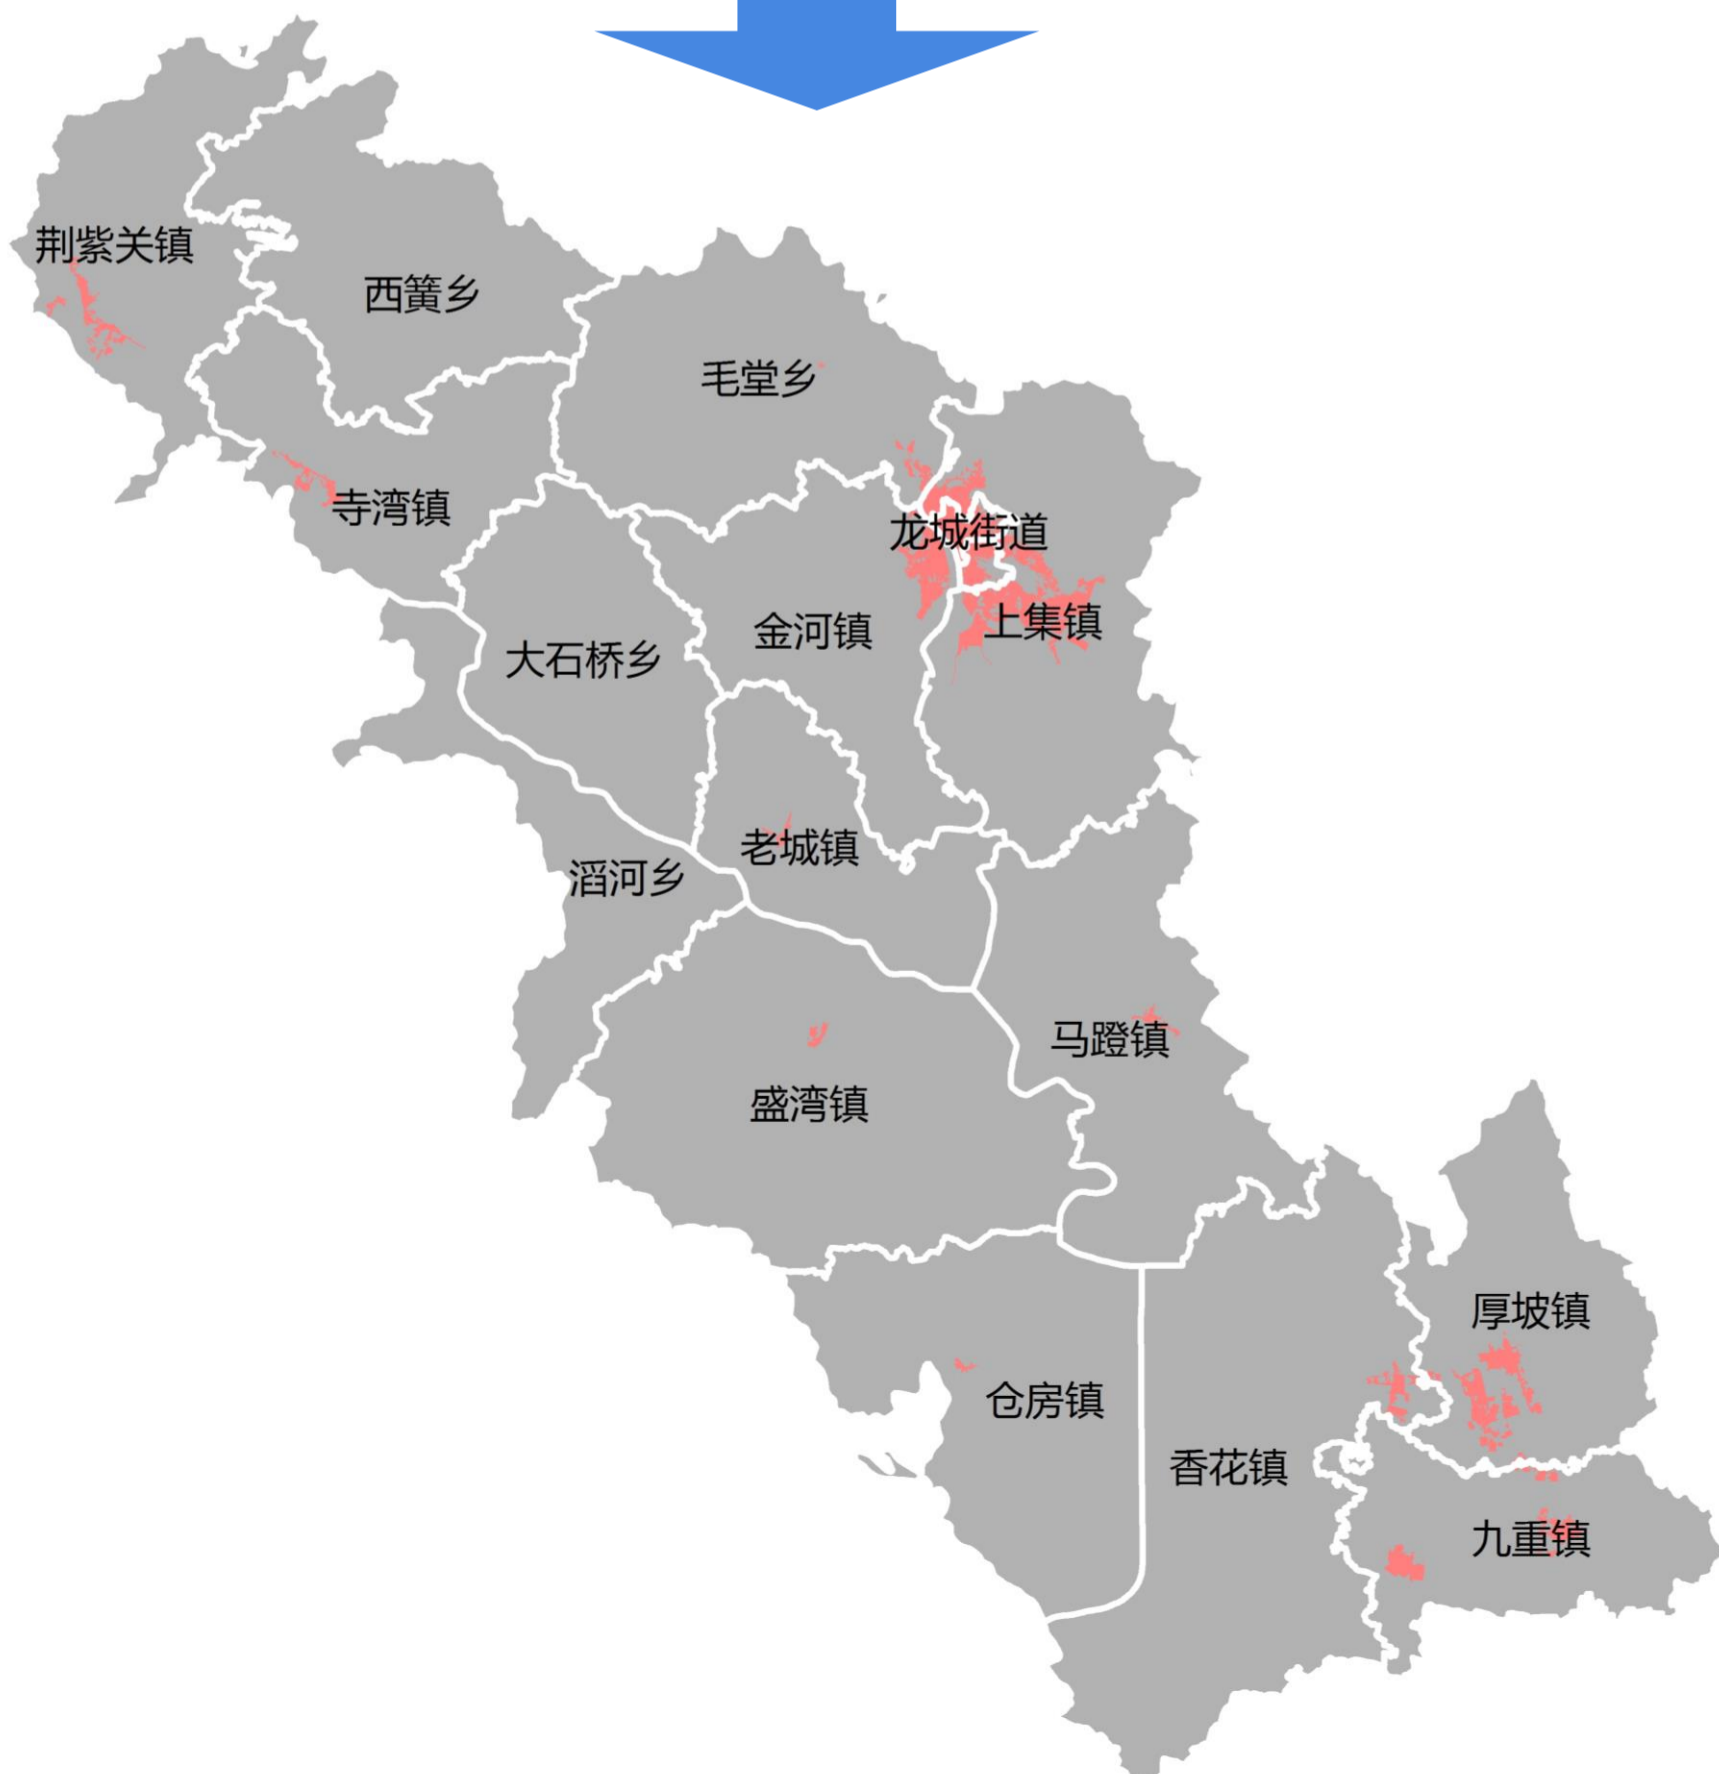 荆紫关镇
西簧乡
毛堂乡
寺湾镇
龙城街道
上集镇
金河镇
大石桥乡
老城镇
滔河乡
马蹬镇
盛湾镇
厚坡镇
仓房镇
香花镇
九重镇